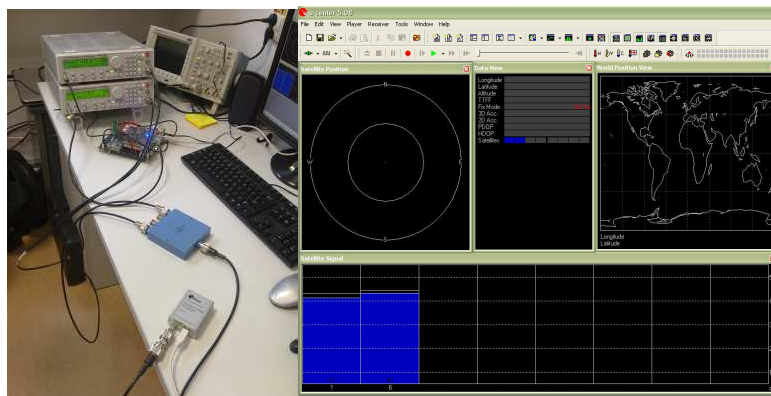 u-center 5.08
File Edit View Player Receiver Tools Window Help
Satellite Position
N
W
E
S
Data View
Longitude
Latitude
Altitude
TTFF
Fix Mode
3D Acc.
2D Acc.
PDOP
HDOP
Satellites
World Position View
Longitude
Latitude
Satellite Signal
1
6